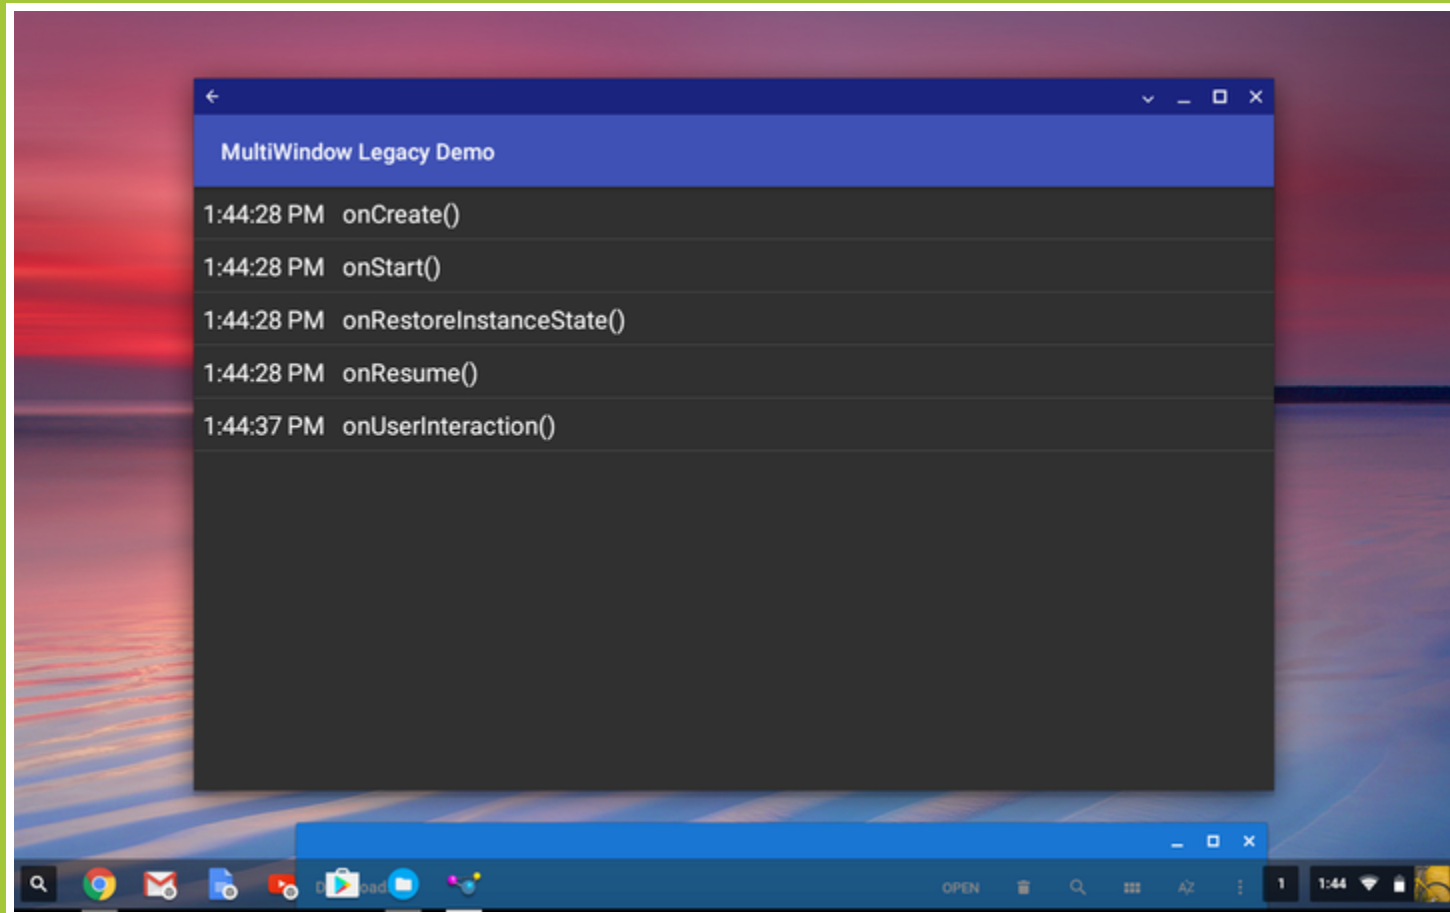 MultiWindow Legacy Demo
1:44:28 PM onCreate()
1:44:28 PM onStart()
1:44:28 PM onRestoreInstanceState()
1:44:28 PM onResume()
1:44:37 PM onUserInteraction()
OPEN
AZ
1 1:44